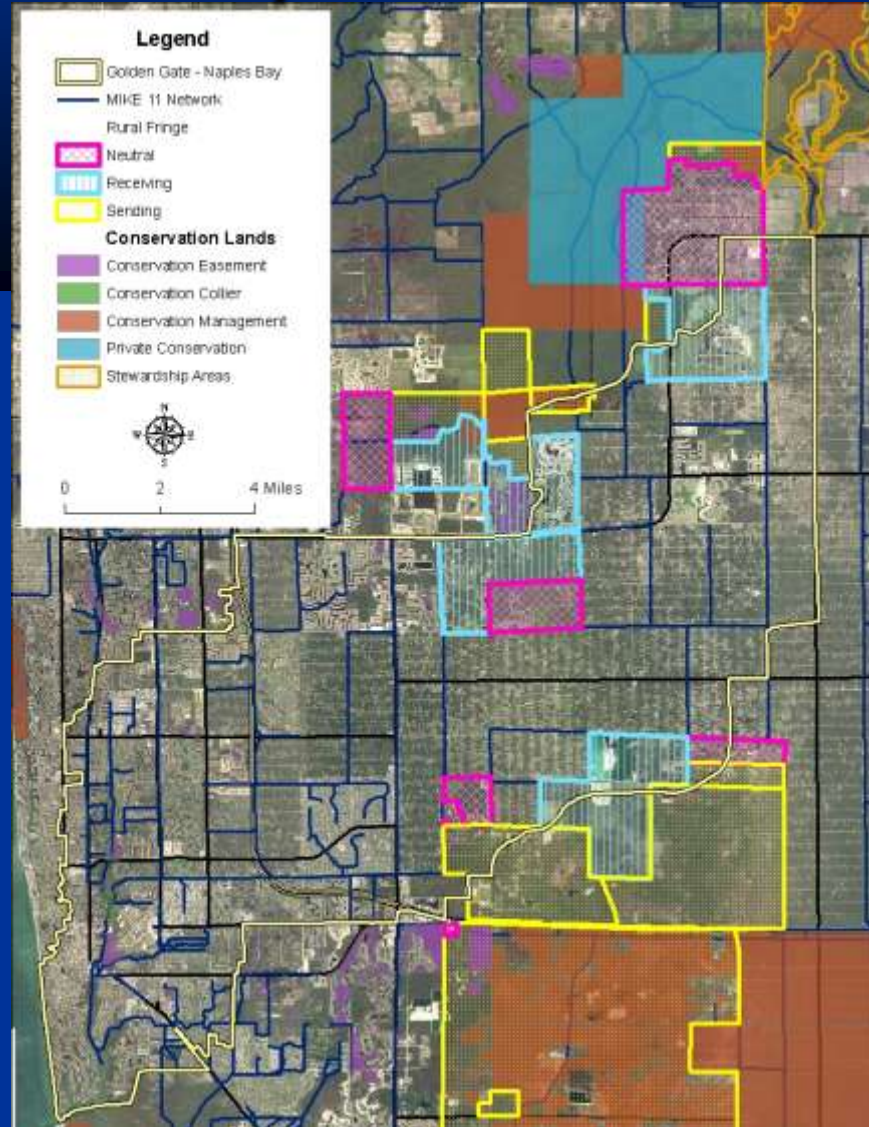 Legend
Golden Gate - Naples Bay
MIKE 11 Network
Rural Fringe
Neutral
Receiving
Sending
Conservation Lands
Conservation Easement
Conservation Collier
Conservation Management
Private Conservation
Stewardship Areas
N
W E
S
0 2 4 Miles